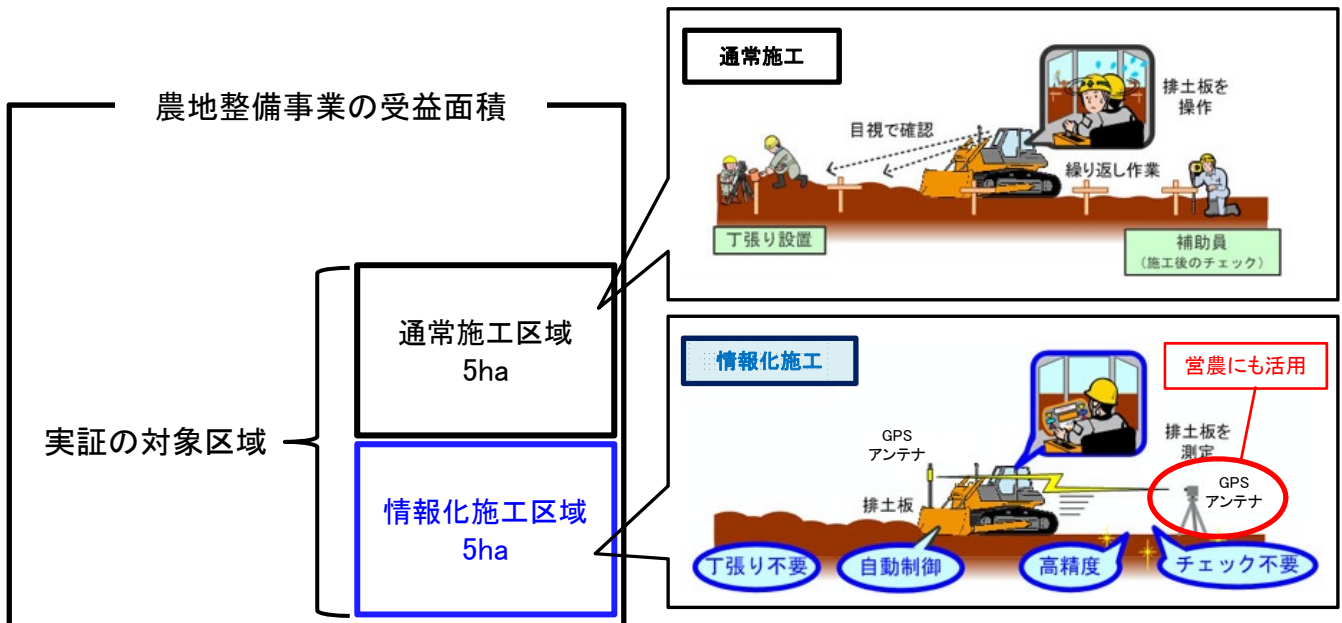 農地整備事業の受益面積
実証の対象区域
通常施工区域
5ha
情報化施工区域
5ha
通常施工
目視で確認
排土板を
操作
繰り返し作業
丁張り設置
補助員
(施工後のチェック)
情報化施工
営農にも活用
GPS
アンテナ
排土板を
測定
GPS
アンテナ
排土板
丁張り不要
自動制御
高精度
チェック不要